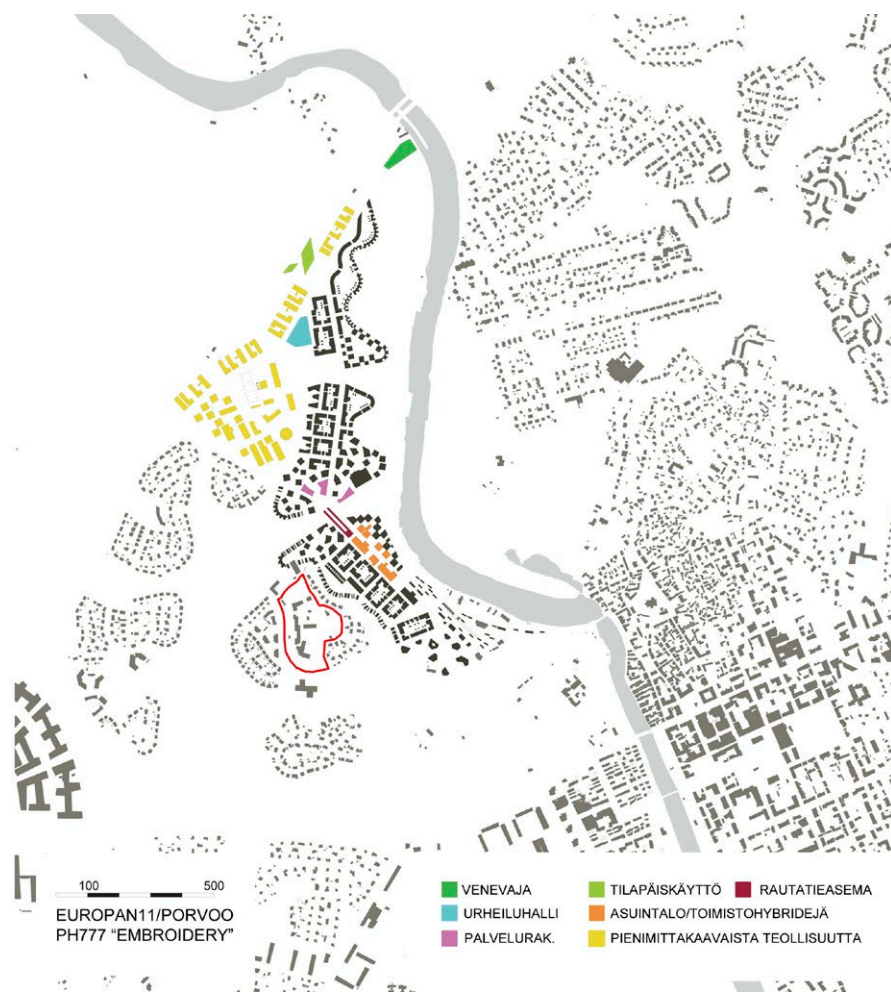 100 500
EUROPAN11/PORVOO
PH777 “EMBROIDERY”
VENEVAJA
URHEILUHALLI
PALVELURAK.
TILAPÄISKÄYTTÖ
RAUTATIEASEMA
ASUINTALO/TOIMISTOHYBRIDEJÄ
PIENIMITTAKAAVAISTA TEOLLISUUTTA